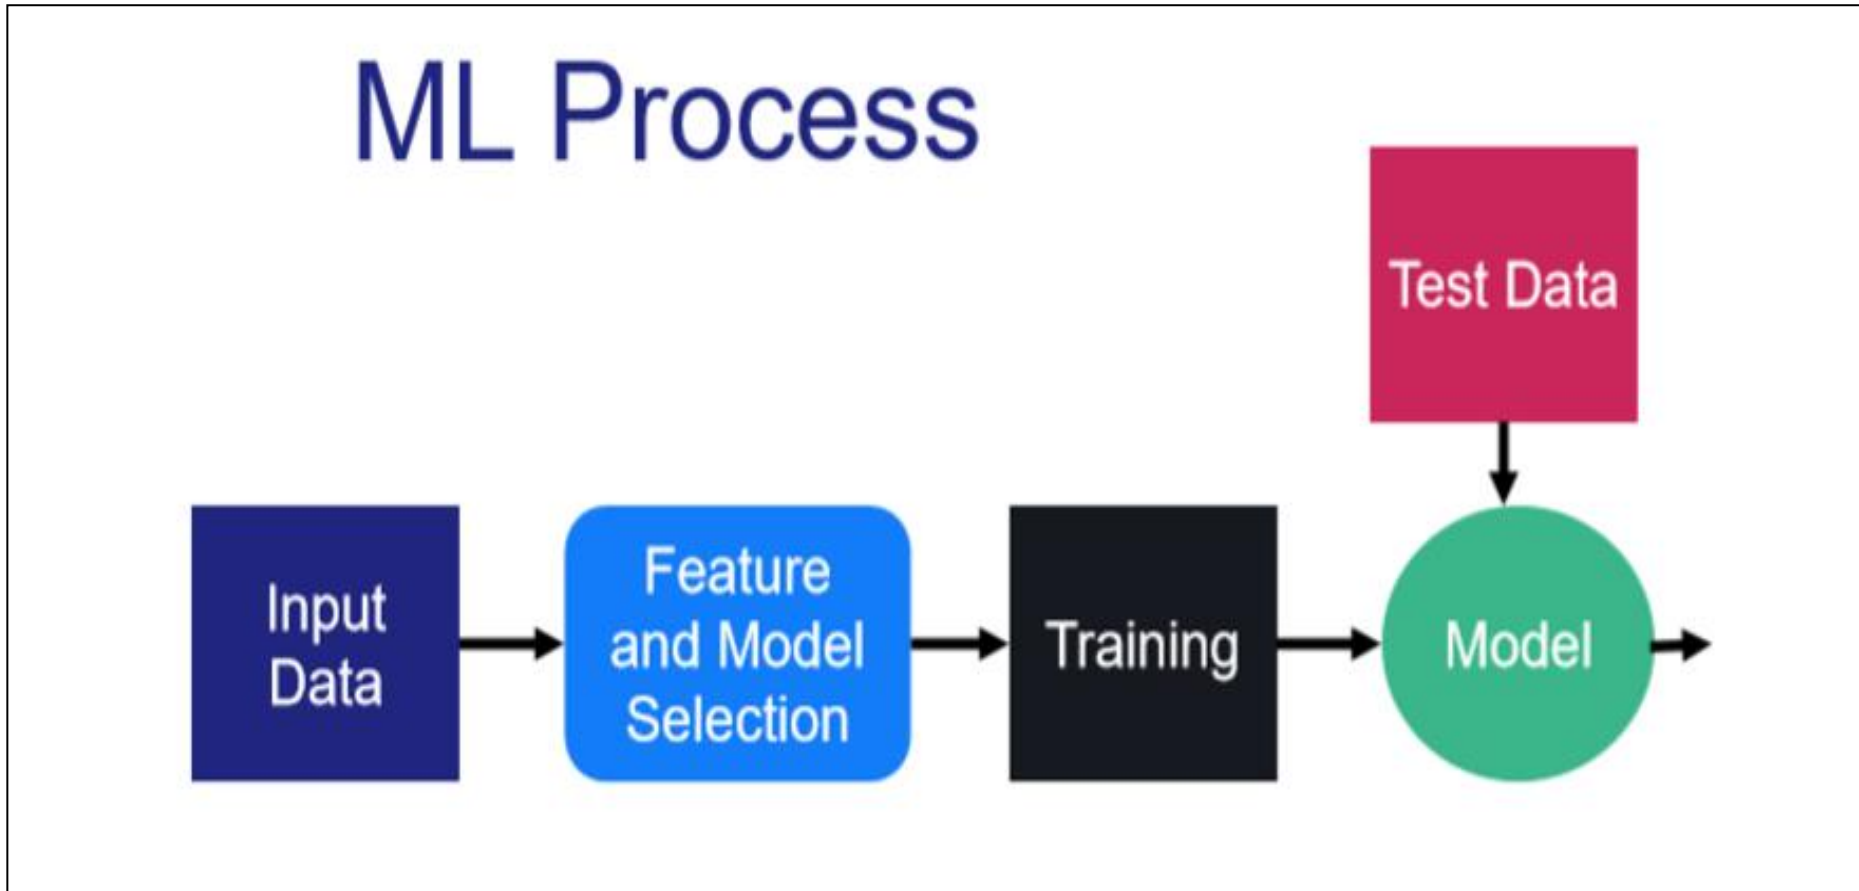 ML Process
Test Data
Input
Data
Feature
and Model
Selection
Training
Model